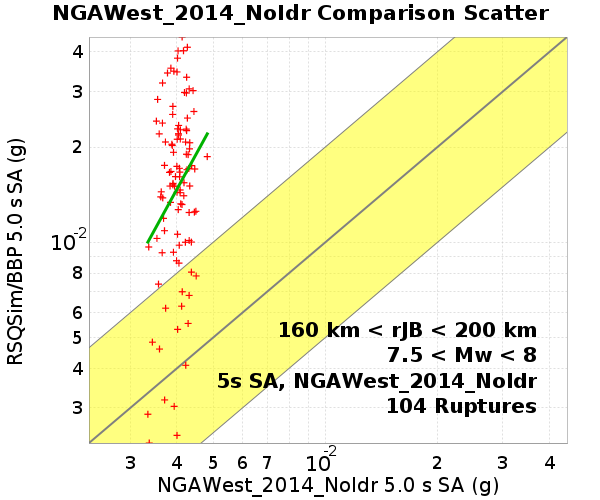 NGAWest_2014_NoIdr Comparison Scatter
RSQSim/BBP 5.0 s SA (g)
4
3
2
10-2
8
6
5
4
3
160 km < rJB < 200 km
7.5 < Mw < 8
5s SA, NGAWest_2014_NoIdr
104 Ruptures
3 4 5 6 7 10-2 2 3 4
NGAWest_2014_NoIdr 5.0 s SA (g)